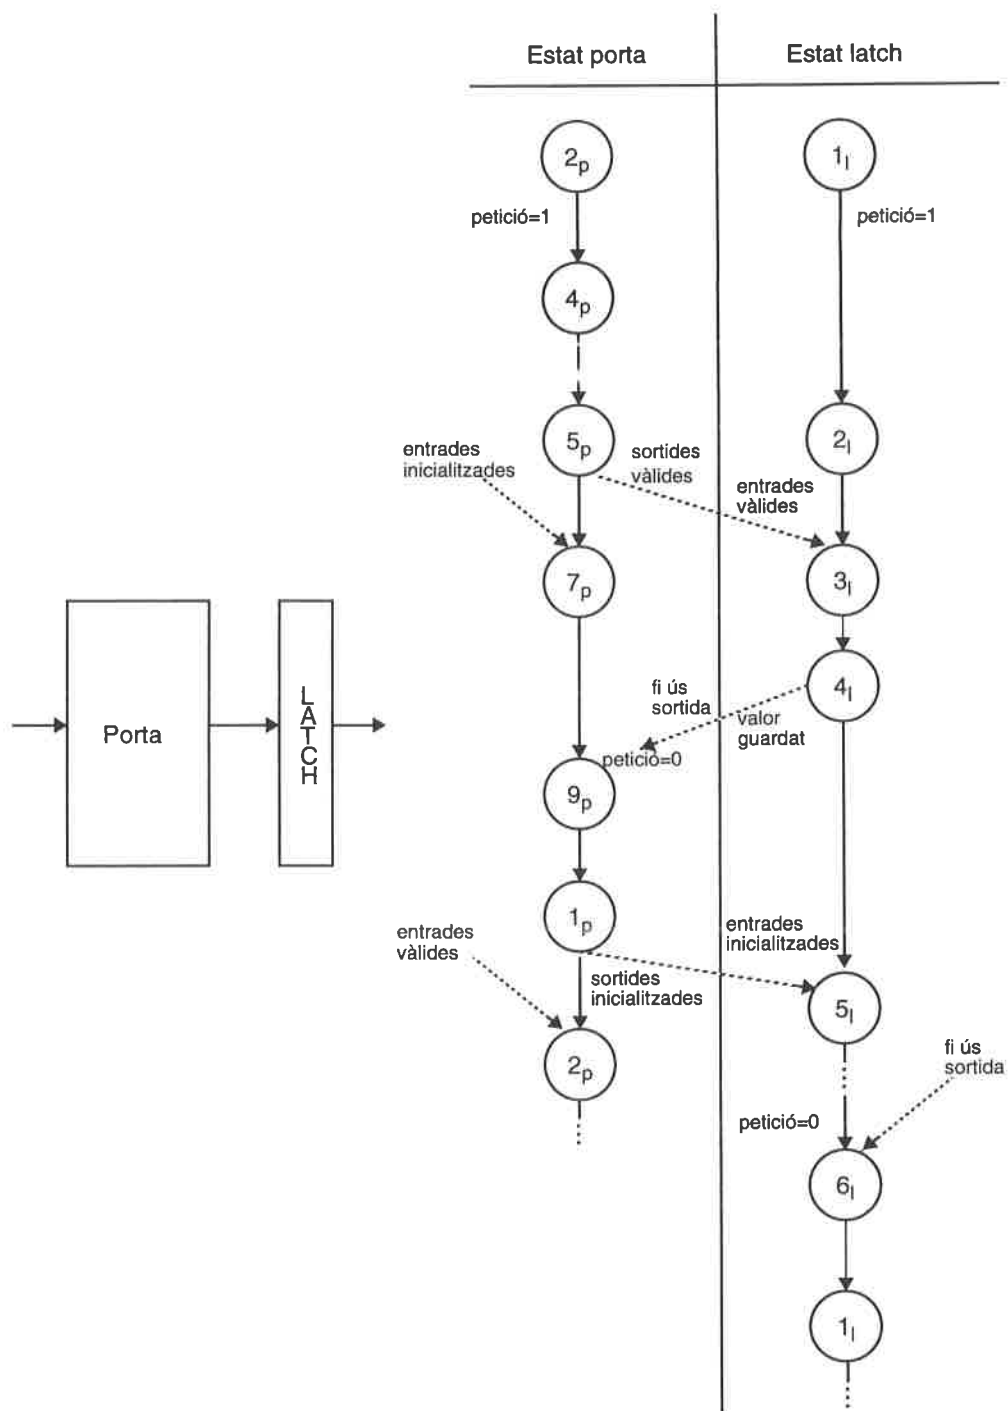 Estat porta
Estat latch
2p
1l
petició=1
petició=1
4p
5p
2l
entrades
inicialitzades
sortides
vàlides
entrades
vàlides
7p
3l
4l
fi ús
sortida
valor
guardat
petició=0
9p
Porta
LATCH
1p
entrades
vàlides
entrades
inicialitzades
sortides
inicialitzades
5l
2p
fi ús
sortida
petició=0
6l
1l